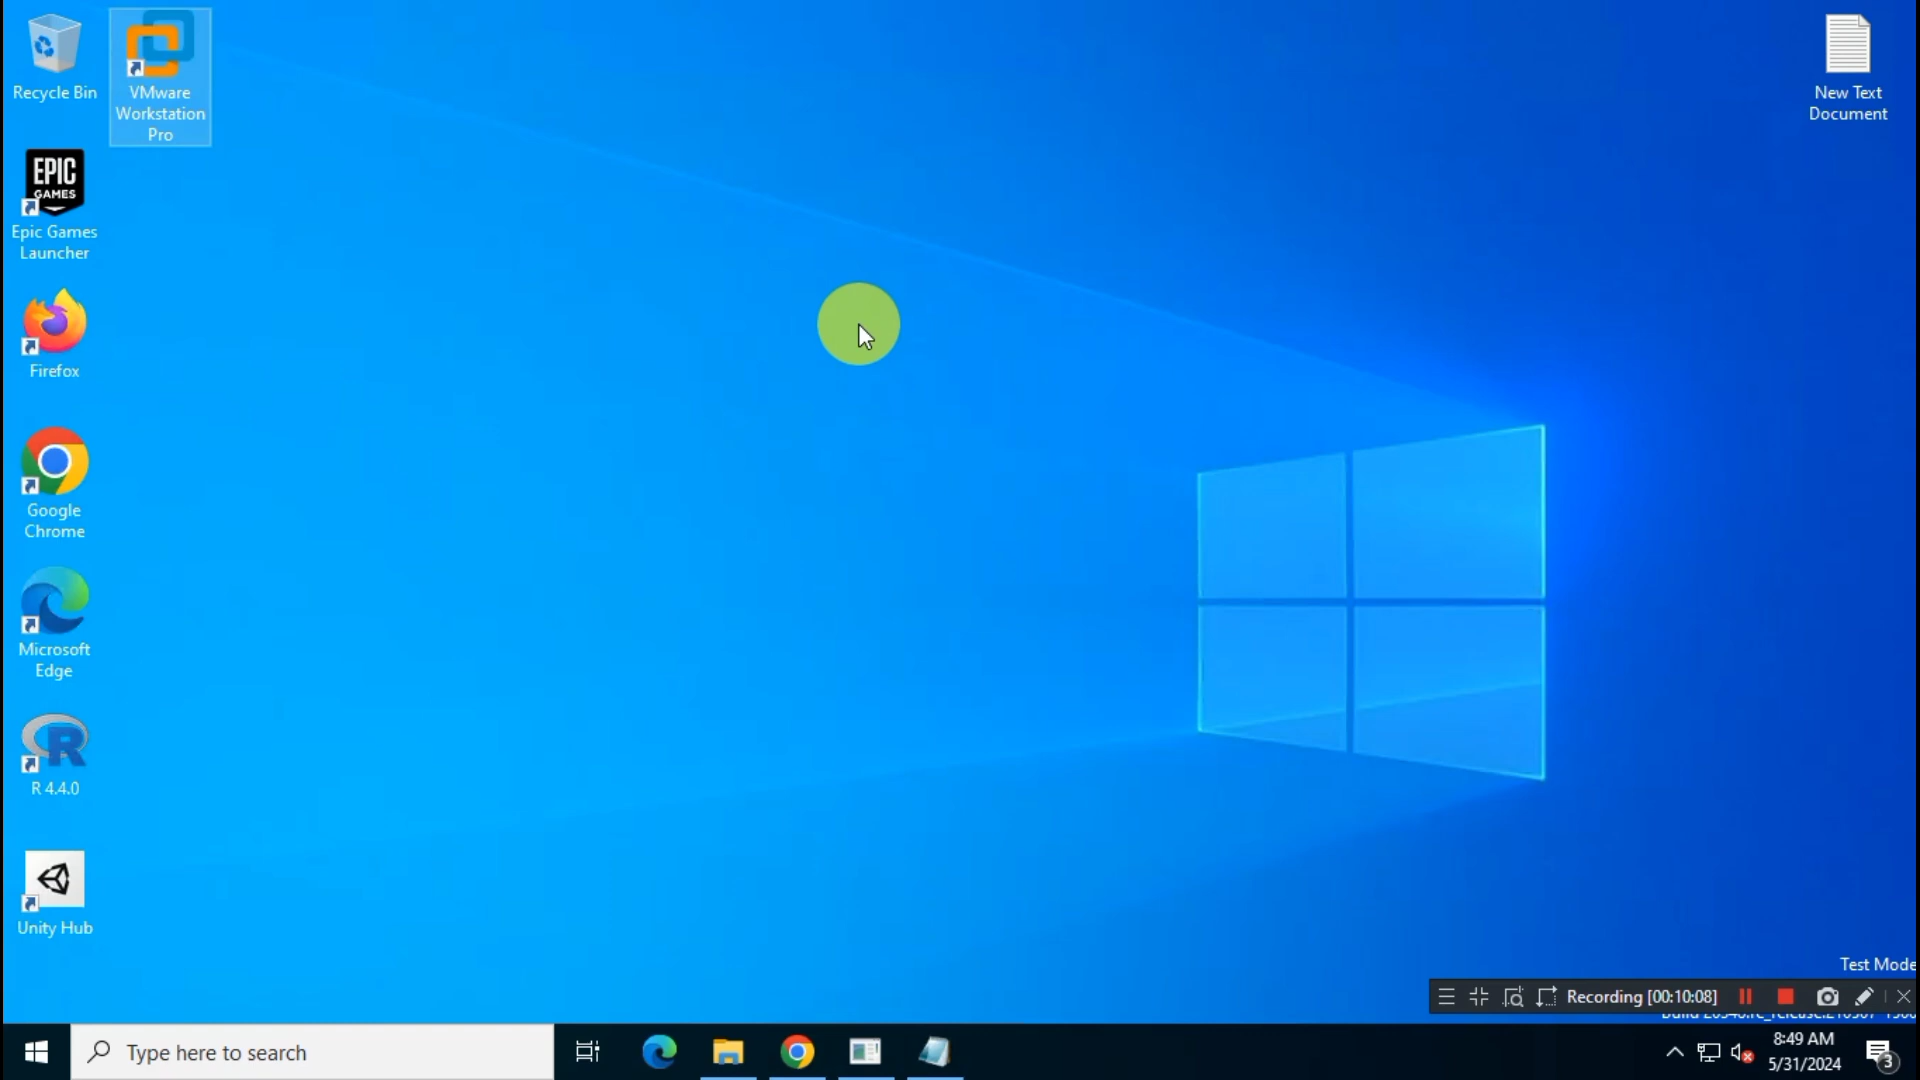 Recycle Bin
VMware
Workstation
Pro
New Text
Document
EPIC
GAMES
Epic Games
Launcher
Firefox
Google
Chrome
Microsoft
Edge
R 4.4.0
Unity Hub
Test Mode
Recording [00:10:08]
Type here to search
8:49 AM
5/31/2024
3